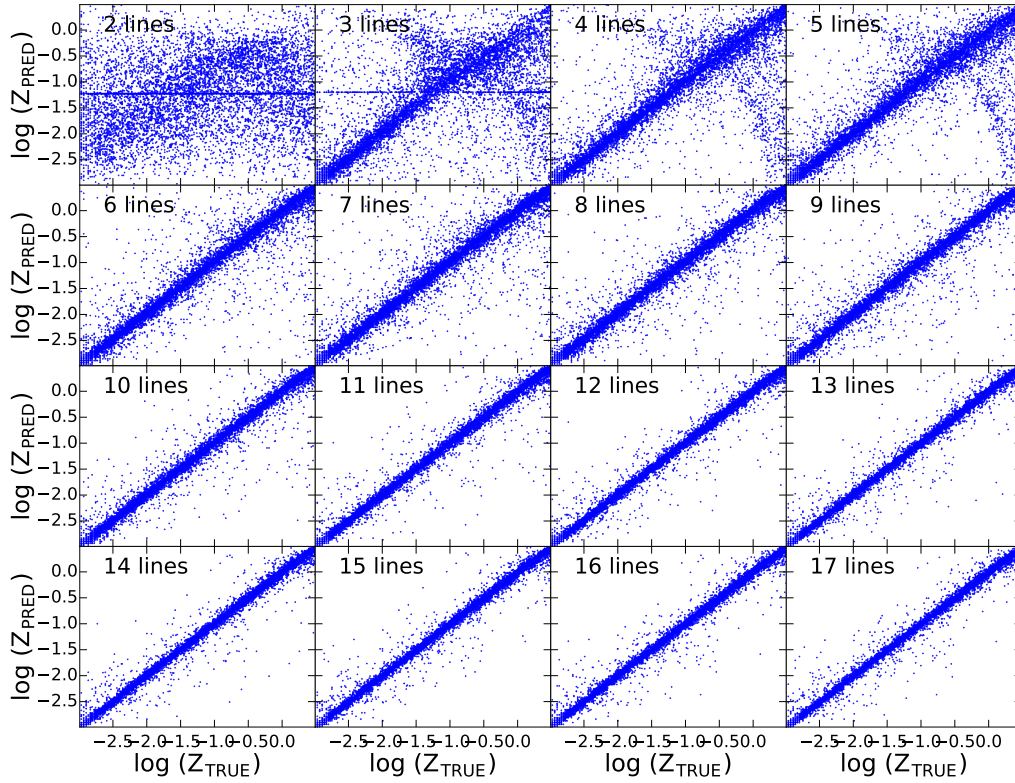 2 lines
3 lines
4 lines
5 lines
0.0
−0.5
−1.0
−1.5
−2.0
−2.5
log (Z_PRED)
6 lines
7 lines
8 lines
9 lines
0.0
−0.5
−1.0
−1.5
−2.0
−2.5
log (Z_PRED)
10 lines
11 lines
12 lines
13 lines
0.0
−0.5
−1.0
−1.5
−2.0
−2.5
log (Z_PRED)
14 lines
15 lines
16 lines
17 lines
0.0
−0.5
−1.0
−1.5
−2.0
−2.5
log (Z_PRED)
−2.5−2.0−1.5−1.0−0.50.0
−2.5−2.0−1.5−1.0−0.50.0
−2.5−2.0−1.5−1.0−0.50.0
−2.5−2.0−1.5−1.0−0.50.0
log (Z_TRUE)
log (Z_TRUE)
log (Z_TRUE)
log (Z_TRUE)